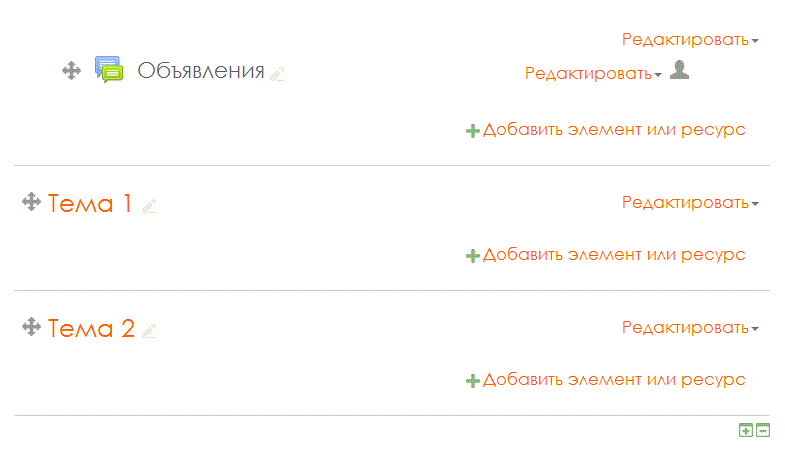 Редактировать
Объявления Редактировать
Добавить элемент или ресурс
Тема 1 Редактировать
Добавить элемент или ресурс
Тема 2 Редактировать
Добавить элемент или ресурс